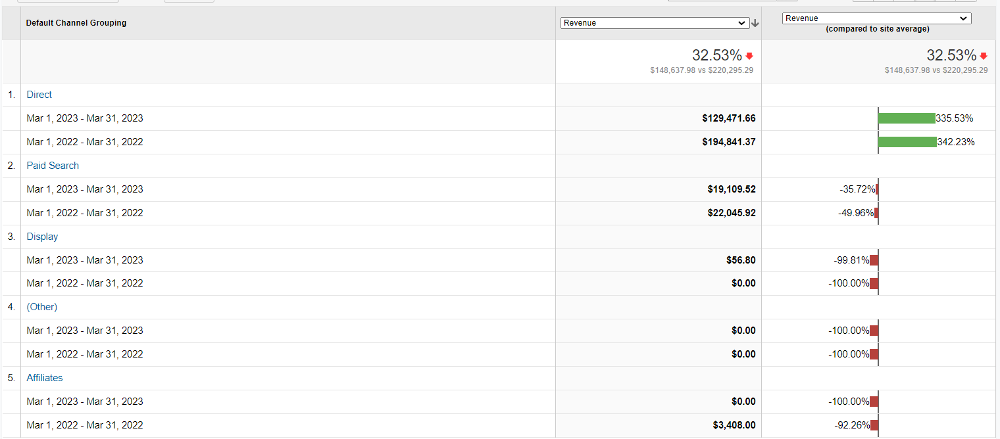 Default Channel Grouping Revenue Revenue
(compared to site average)
32.53% 32.53%
$148,637.98 vs $220,295.29 $148,637.98 vs $220,295.29
1. Direct
Mar 1, 2023 - Mar 31, 2023 $129,471.66 335.53%
Mar 1, 2022 - Mar 31, 2022 $194,841.37 342.23%
2. Paid Search
Mar 1, 2023 - Mar 31, 2023 $19,109.52 -35.72%
Mar 1, 2022 - Mar 31, 2022 $22,045.92 -49.96%
3. Display
Mar 1, 2023 - Mar 31, 2023 $56.80 -99.81%
Mar 1, 2022 - Mar 31, 2022 $0.00 -100.00%
4. (Other)
Mar 1, 2023 - Mar 31, 2023 $0.00 -100.00%
Mar 1, 2022 - Mar 31, 2022 $0.00 -100.00%
5. Affiliates
Mar 1, 2023 - Mar 31, 2023 $0.00 -100.00%
Mar 1, 2022 - Mar 31, 2022 $3,408.00 -92.26%